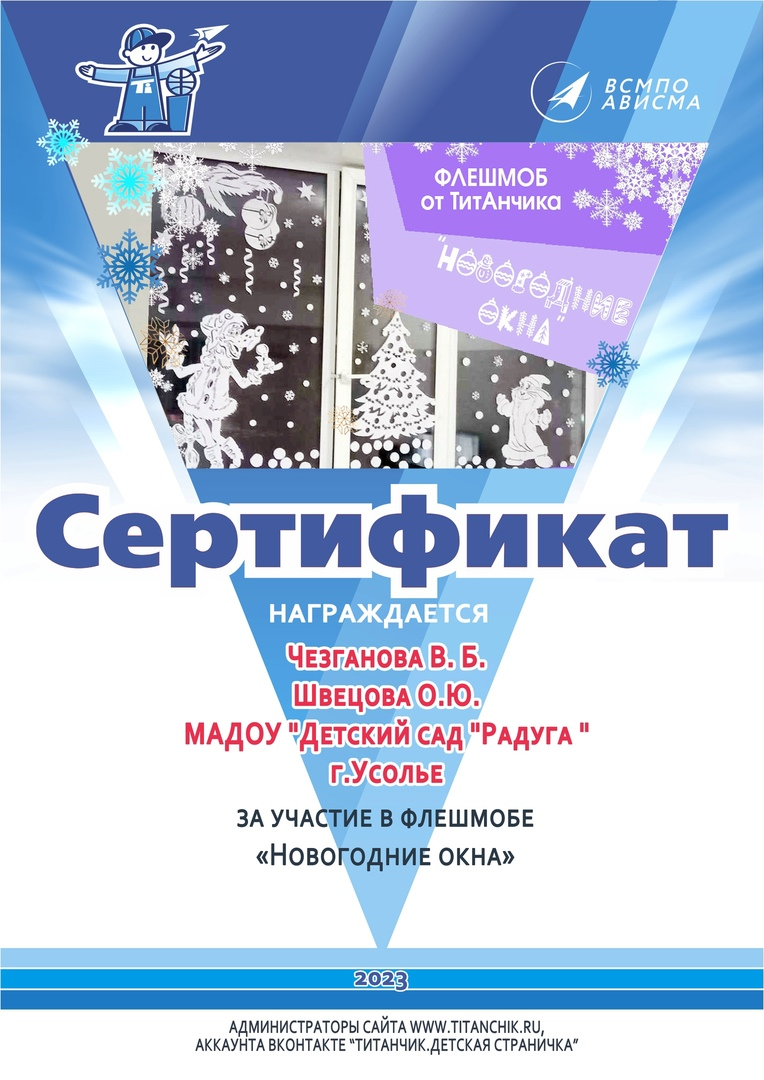 Ti
ВСМПО
АВИСМА
ФЛЕШМОБ
от ТитАнчика
"НОВОГОДНИЕ
ОКНА"
Сертификат
НАГРАЖДАЕТСЯ
Чезганова В. Б.
Швецова О.Ю.
МАДОУ "Детский сад "Радуга "
г.Усолье
ЗА УЧАСТИЕ В ФЛЕШМОБЕ
«Новогодние окна»
2023
АДМИНИСТРАТОРЫ САЙТА WWW.TITANCHIK.RU,
АККАУНТА ВКОНТАКТЕ "ТИТАНЧИК.ДЕТСКАЯ СТРАНИЧКА"